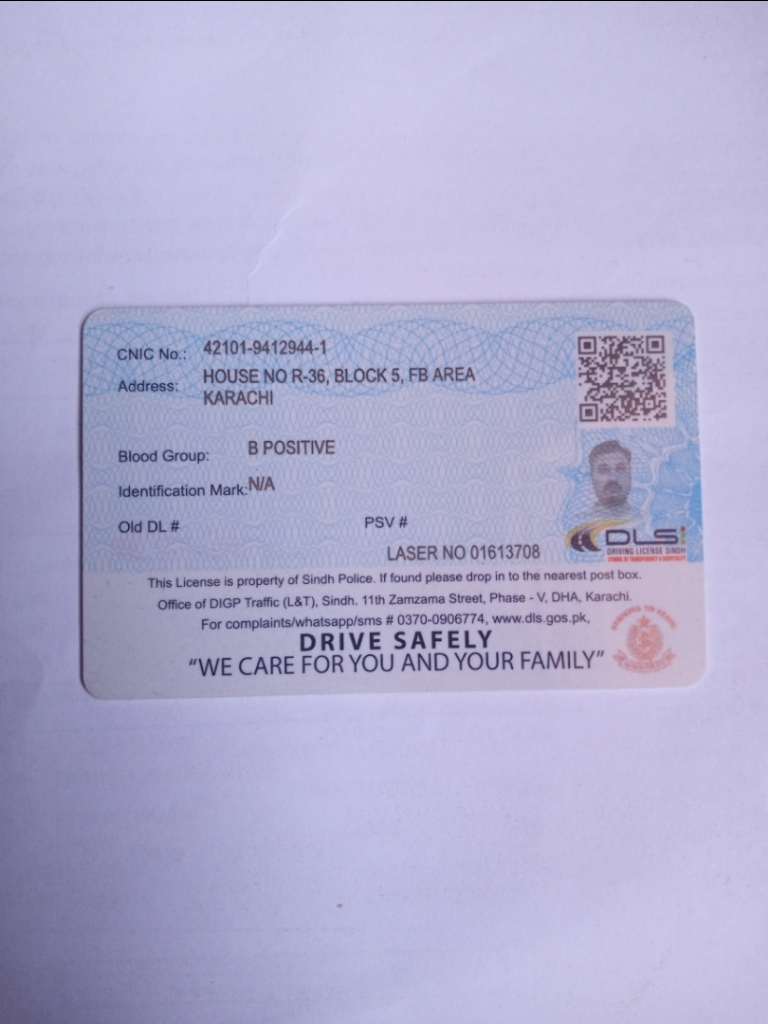 CNIC No.: 42101-9412944-1
Address: HOUSE NO R-36, BLOCK 5, FB AREA
KARACHI
Blood Group: B POSITIVE
Identification Mark: N/A
Old DL #
PSV #
LASER NO 01613708
DLS
DRIVING LICENSE SINDH
This License is property of Sindh Police. If found please drop in to the nearest post box.
Office of DIGP Traffic (L&T), Sindh. 11th Zamzama Street, Phase - V, DHA, Karachi.
For complaints/whatsapp/sms # 0370-0906774, www.dls.gos.pk,
DRIVE SAFELY
“WE CARE FOR YOU AND YOUR FAMILY”